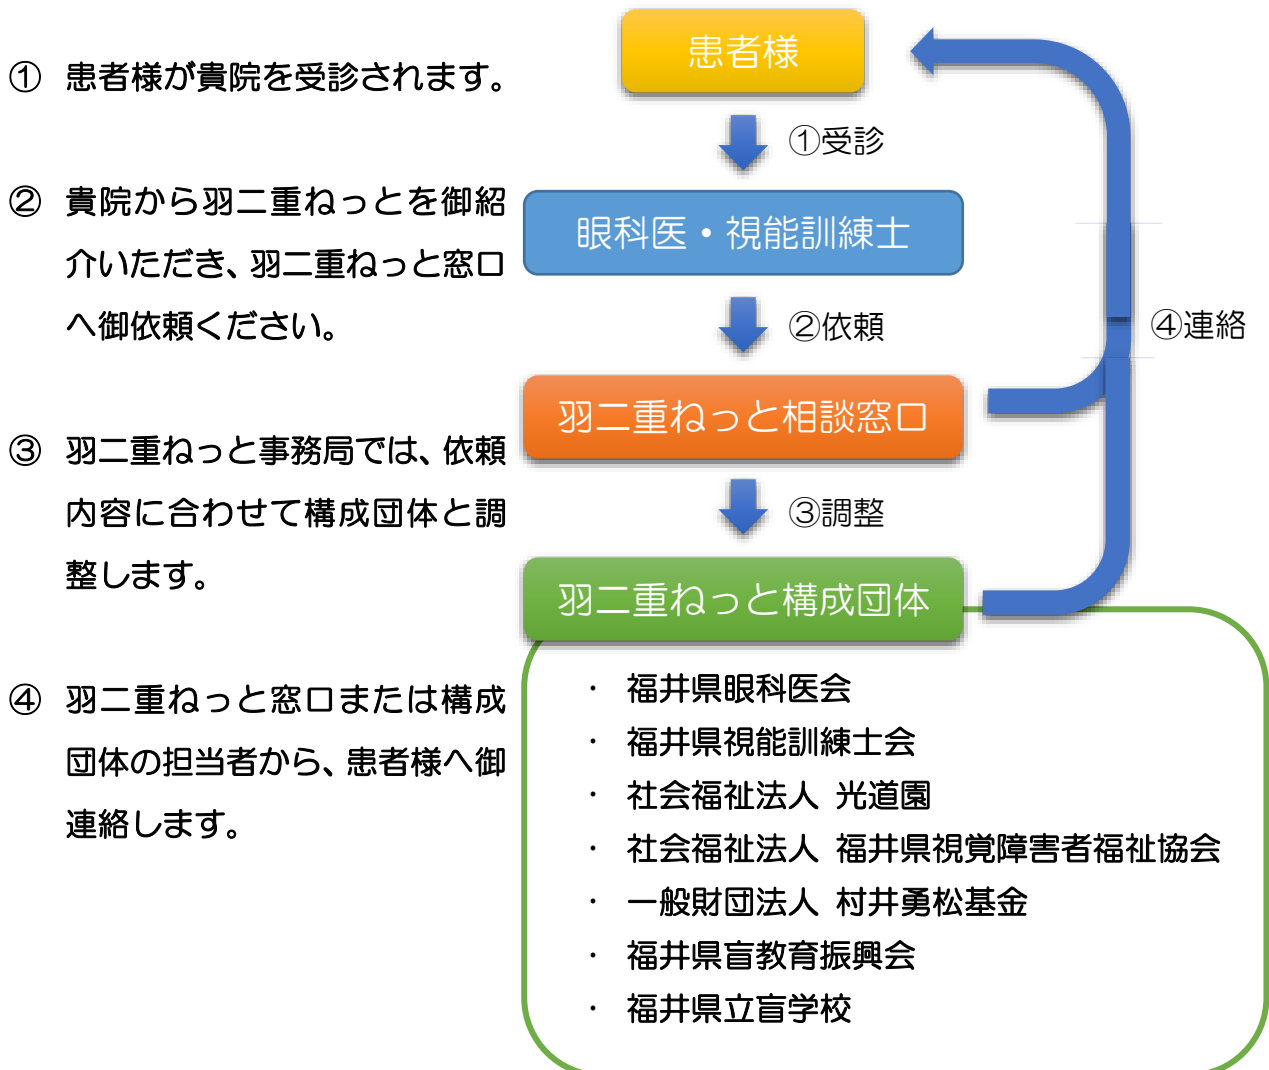 ① 患者様が貴院を受診されます。
② 貴院から羽二重ねっとを御紹
介いただき、羽二重ねっと窓口
へ御依頼ください。
③ 羽二重ねっと事務局では、依頼
内容に合わせて構成団体と調
整します。
④ 羽二重ねっと窓口または構成
団体の担当者から、患者様へ御
連絡します。
患者様
①受診
眼科医・視能訓練士
②依頼
④連絡
羽二重ねっと相談窓口
③調整
羽二重ねっと構成団体
・ 福井県眼科医会
・ 福井県視能訓練士会
・ 社会福祉法人 光道園
・ 社会福祉法人 福井県視覚障害者福祉協会
・ 一般財団法人 村井勇松基金
・ 福井県盲教育振興会
・ 福井県立盲学校